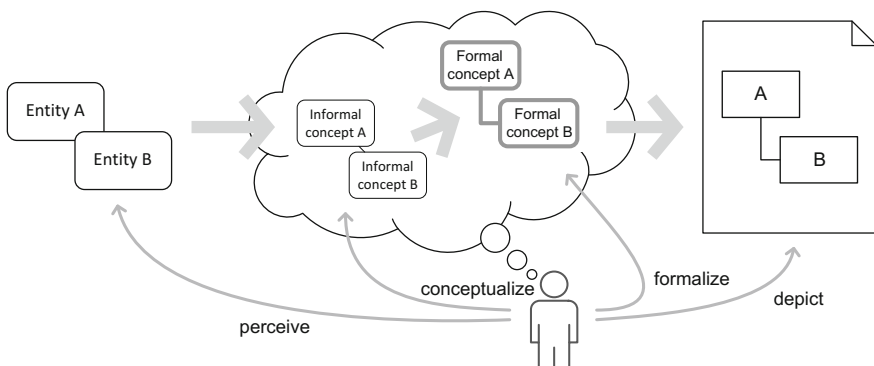 Entity A
Entity B
Informal
concept A
Informal
concept B
Formal
concept A
Formal
concept B
A
B
perceive
conceptualize
formalize
depict